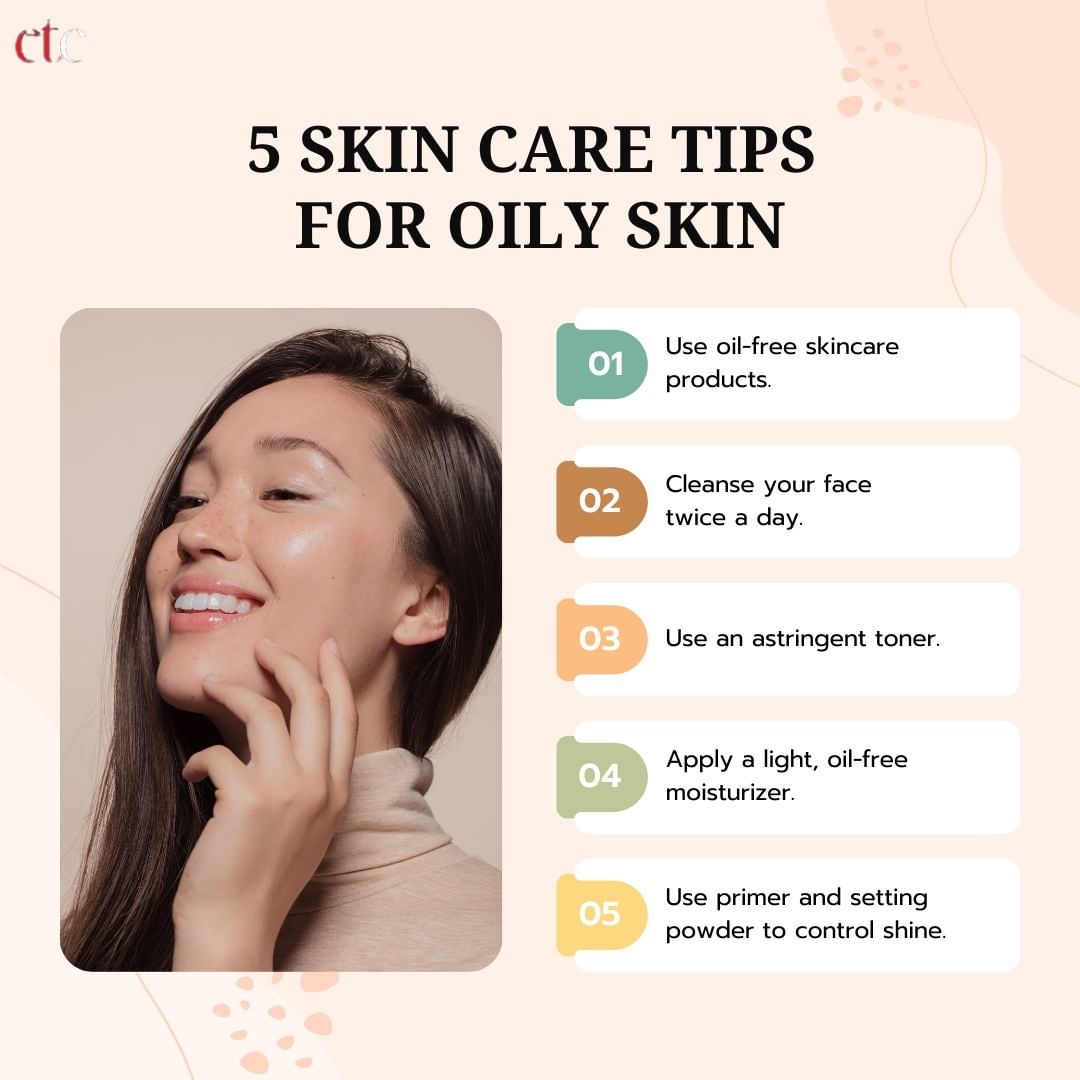 etc
5 SKIN CARE TIPS
FOR OILY SKIN
01
Use oil-free skincare
products.
02
Cleanse your face
twice a day.
03
Use an astringent toner.
04
Apply a light, oil-free
moisturizer.
05
Use primer and setting
powder to control shine.